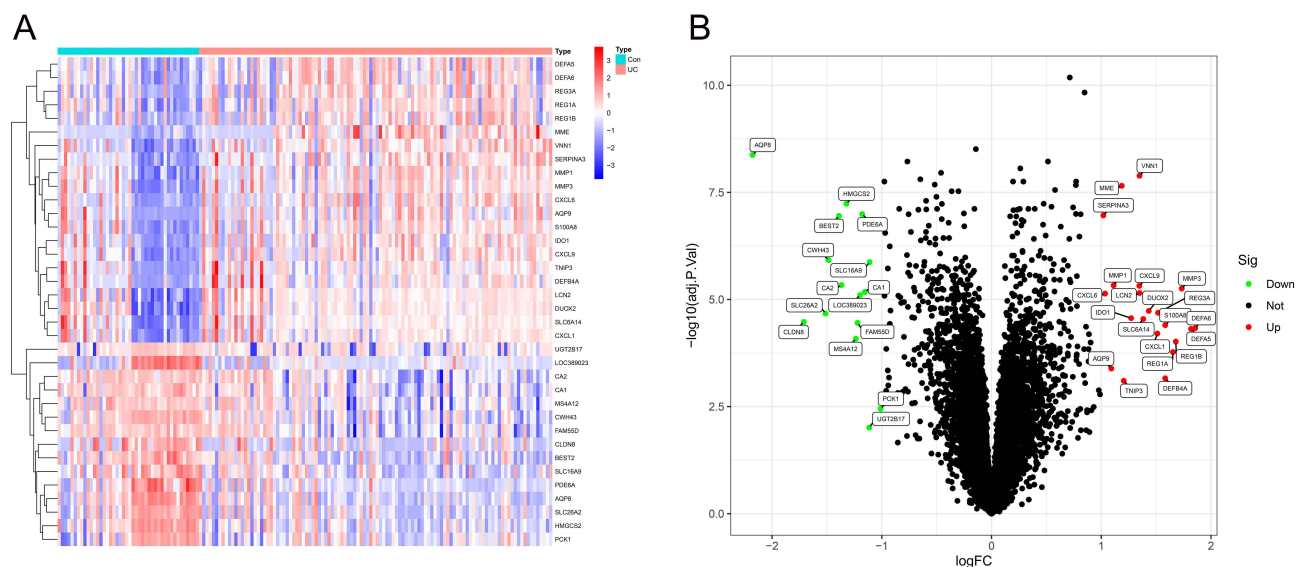 A
Type
Type
Con
UC
3
2
1
0
−1
−2
−3
DEFA5
DEFA6
REG3A
REG1A
REG1B
MME
VNN1
SERPINA3
MMP1
MMP3
CXCL6
AQP9
S100A8
IDO1
CXCL9
TNIP3
DEFB4A
LCN2
DUOX2
SLC6A14
CXCL1
UGT2B17
LOC389023
CA2
CA1
MS4A12
CWH43
FAM55D
CLDN8
BEST2
SLC16A9
PDE6A
AQP8
SLC26A2
HMGCS2
PCK1
B
−log10(adj.P.Val)
10.0
7.5
5.0
2.5
0.0
AQP8
VNN1
MME
HMGCS2
SERPINA3
BEST2
PDE6A
CWH43
SLC16A9
MMP1
CXCL9
MMP3
CA2
CA1
CXCL6
LCN2
DUOX2
REG3A
SLC26A2
LOC389023
IDO1
S100A8
DEFA6
CLDN8
FAM55D
SLC6A14
DEFA5
MS4A12
CXCL1
REG1B
AQP9
REG1A
TNIP3
DEFB4A
PCK1
UGT2B17
−2
−1
0
1
2
logFC
Sig
Down
Not
Up